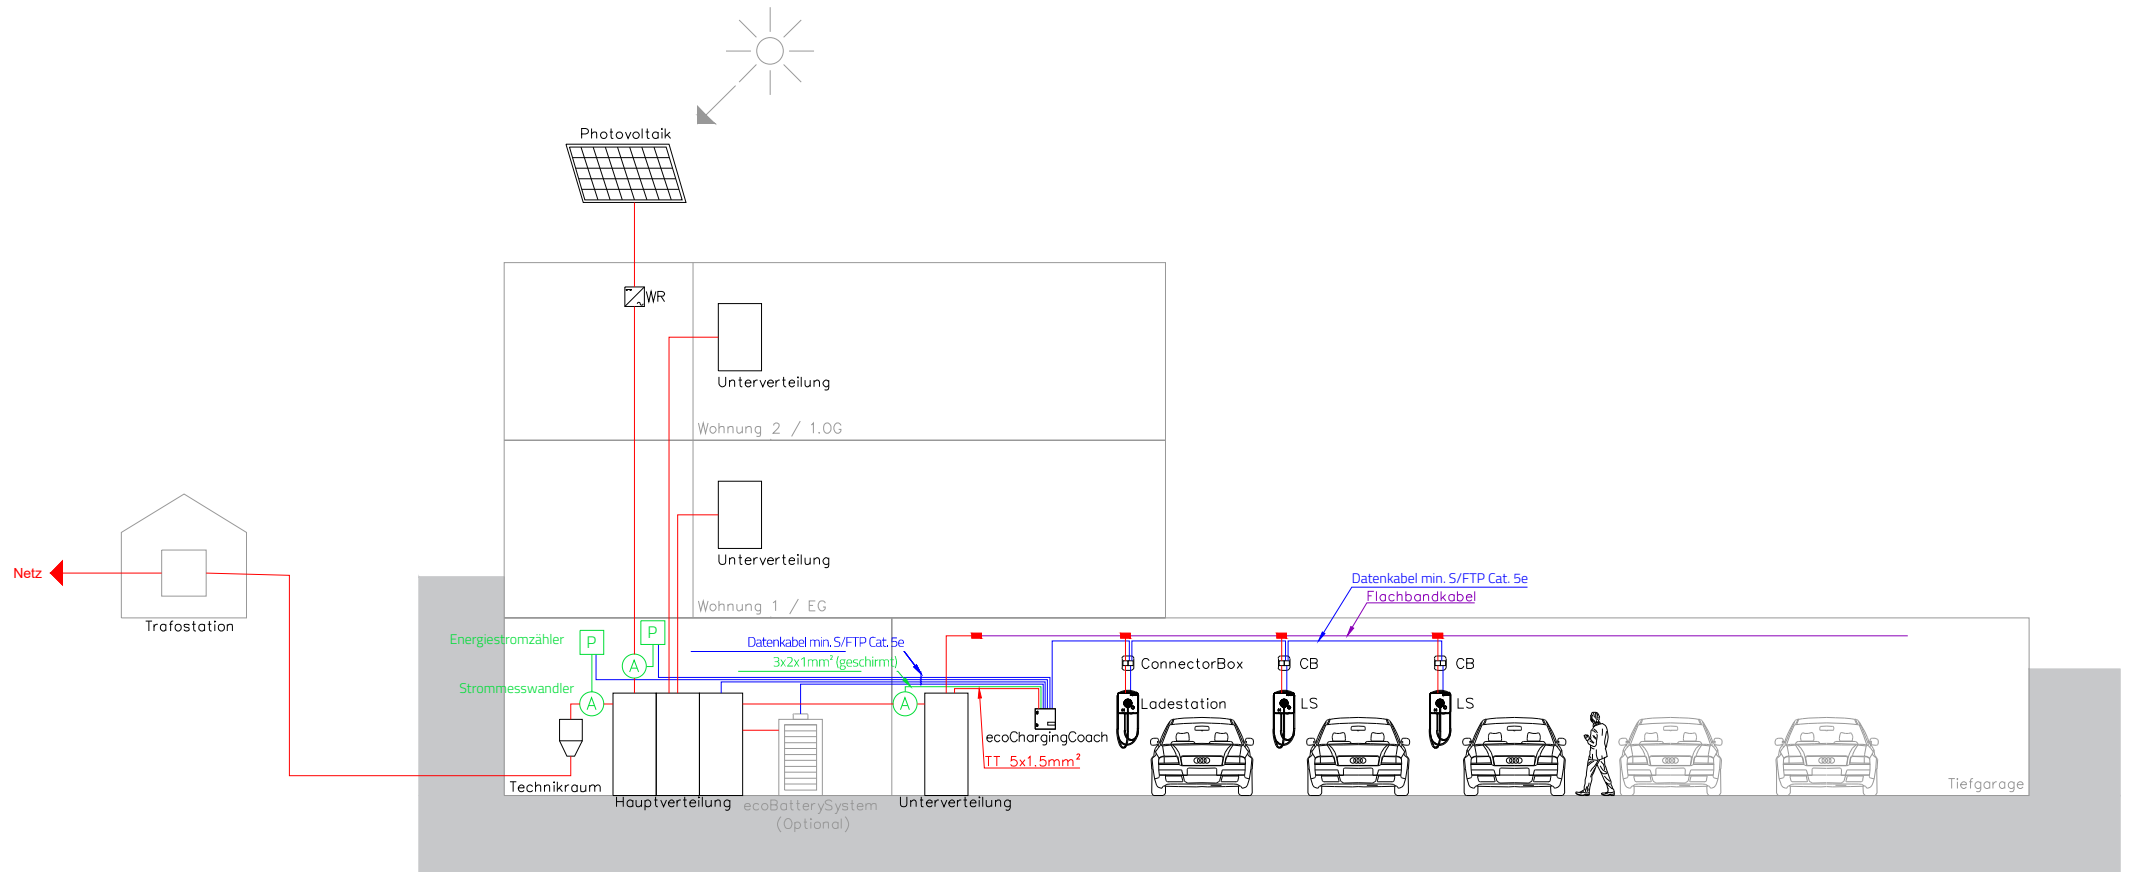 Photovoltaik
WR
Unterverteilung
Wohnung 2 / 1.OG
Unterverteilung
Wohnung 1 / EG
Netz
Trafostation
Datenkabel min. S/FTP Cat. 5e
Flachbandkabel
Energiestromzähler
P
P
Datenkabel min. S/FTP Cat. 5e
3x2x1mm² (geschirmt)
A
ConnectorBox
CB
CB
Strommesswandler
A
A
Ladestation
LS
LS
ecoChargingCoach
TT 5x1.5mm²
Technikraum
Hauptverteilung
ecoBatterySystem
(Optional)
Unterverteilung
Tiefgarage